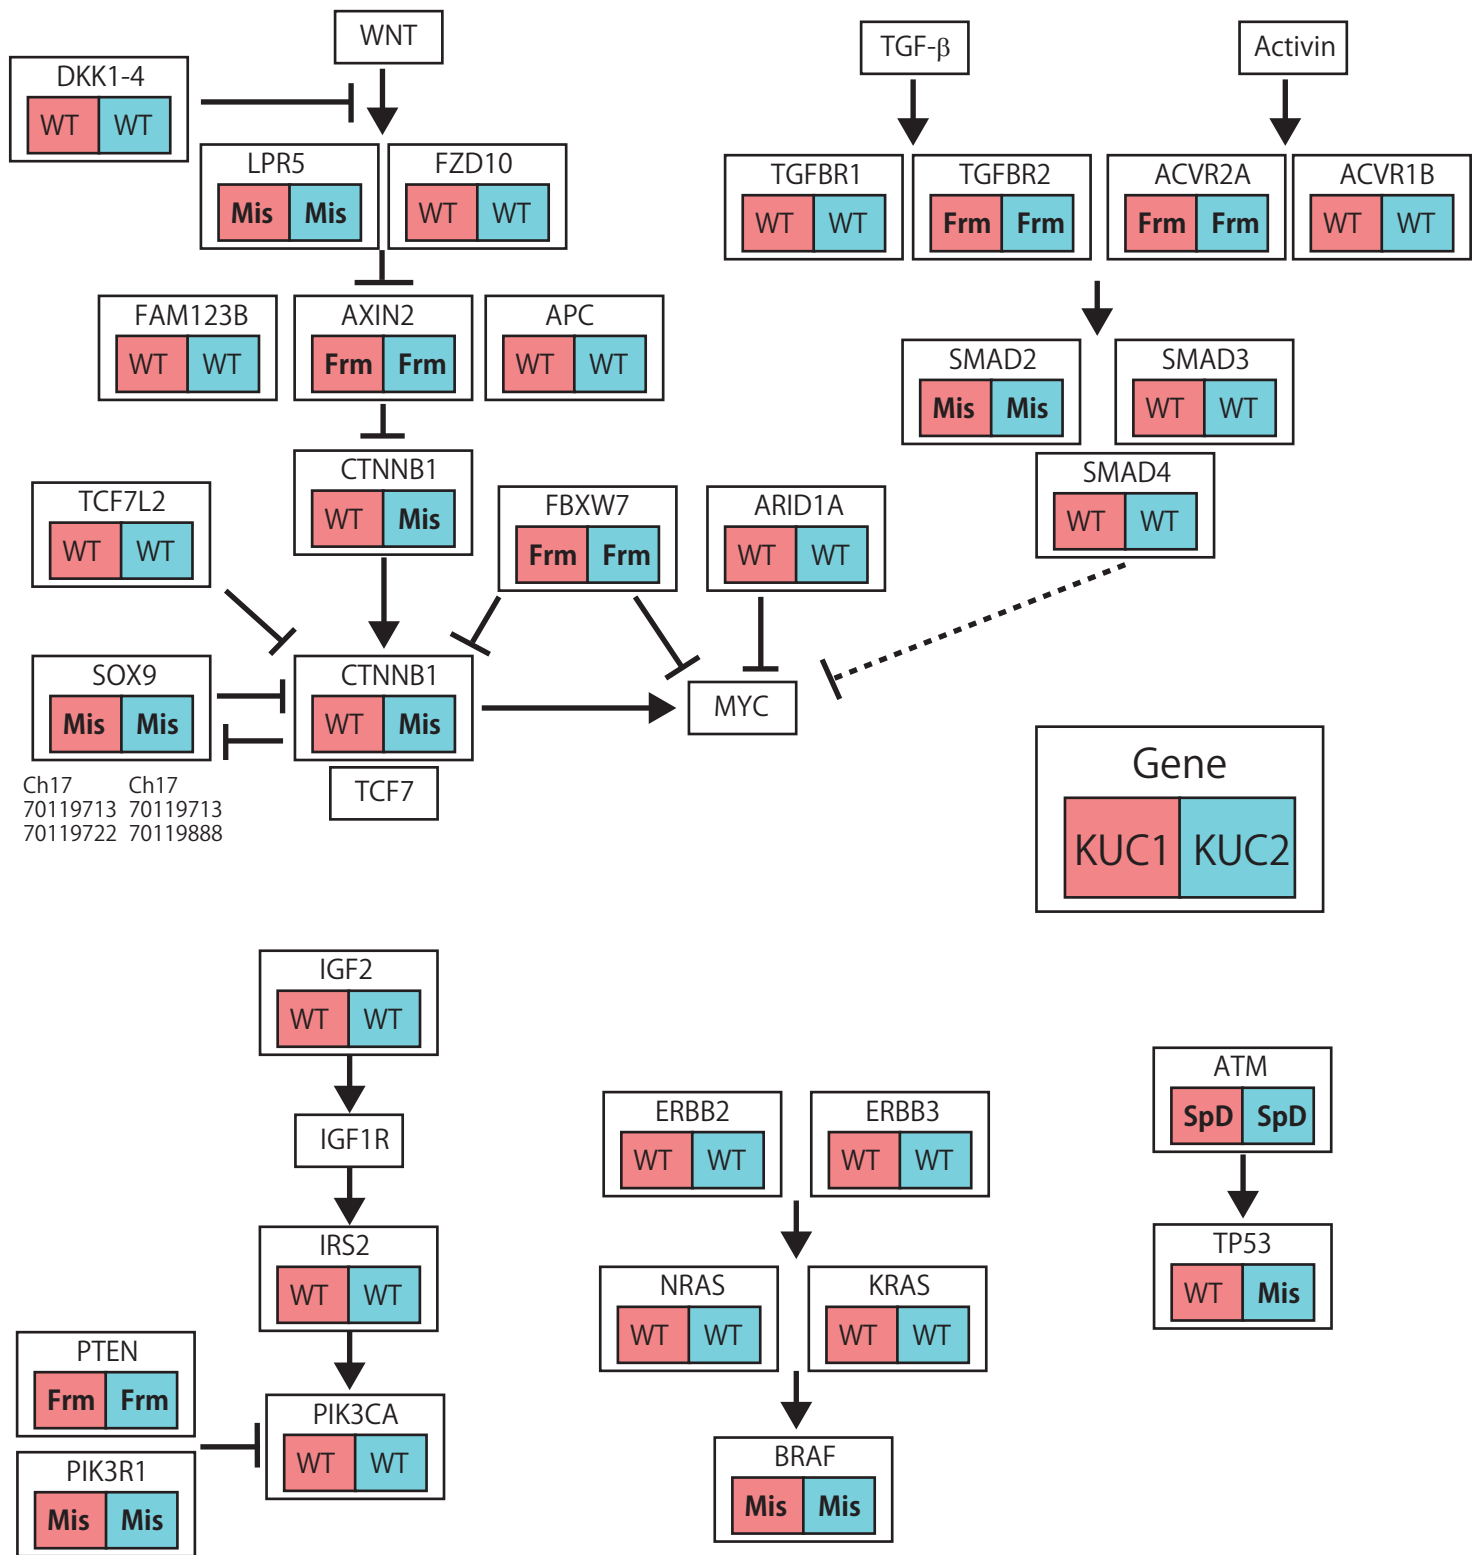 WNT
DKK1-4
WT WT
LPR5
Mis Mis
FZD10
WT WT
FAM123B
WT WT
AXIN2
Frm Frm
APC
WT WT
CTNNB1
WT Mis
TCF7L2
WT WT
FBXW7
Frm Frm
ARID1A
WT WT
SOX9
Mis Mis
Ch17 Ch17
70119713 70119713
70119722 70119888
CTNNB1
WT Mis
TCF7
MYC
TGF-β
Activin
TGFBR1
WT WT
TGFBR2
Frm Frm
ACVR2A
Frm Frm
ACVR1B
WT WT
SMAD2
Mis Mis
SMAD3
WT WT
SMAD4
WT WT
Gene
KUC1 KUC2
IGF2
WT WT
IGF1R
IRS2
WT WT
PTEN
Frm Frm
PIK3R1
Mis Mis
PIK3CA
WT WT
ERBB2
WT WT
ERBB3
WT WT
NRAS
WT WT
KRAS
WT WT
BRAF
Mis Mis
ATM
SpD SpD
TP53
WT Mis